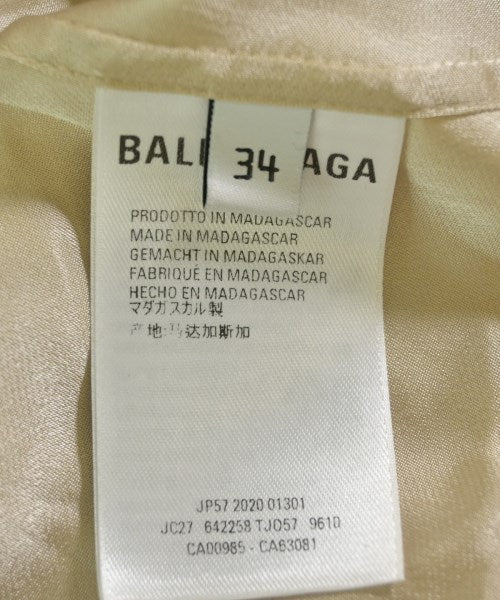 BALE 34 AGA
PRODOTTO IN MADAGASCAR
MADE IN MADAGASCAR
GEMACHT IN MADAGASKAR
FABRIQUÉ EN MADAGASCAR
HECHO EN MADAGASCAR
マダガスカル製
产地:马达加斯加
JP57 2020 01301
JC27 642258 TJO57 9610
CA00985 - CA63081